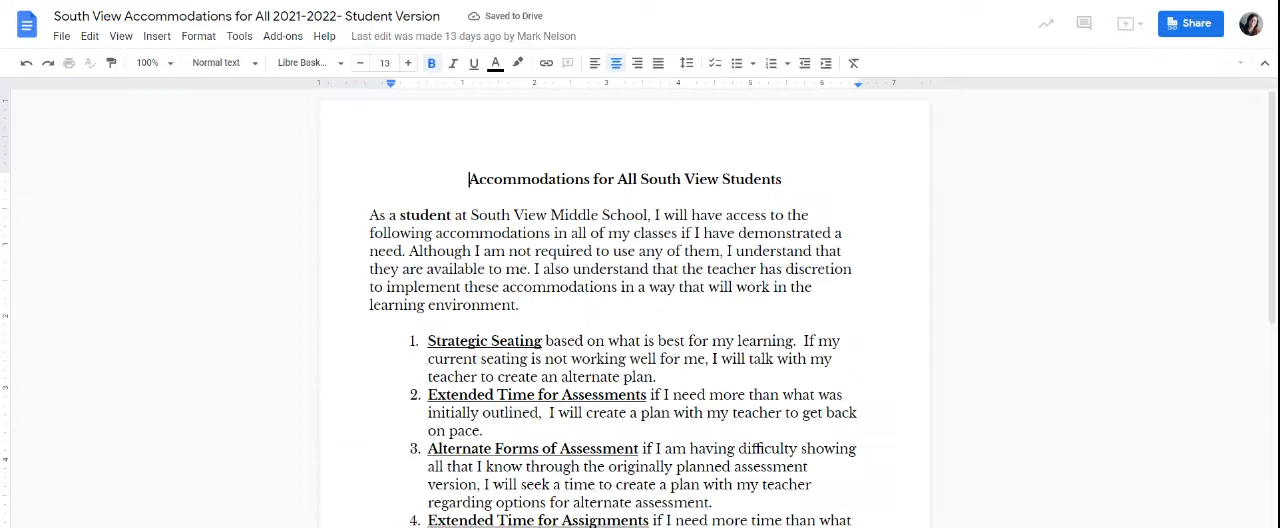 South View Accommodations for All 2021-2022- Student Version
Saved to Drive
Share
File Edit View Insert Format Tools Add-ons Help Last edit was made 13 days ago by Mark Nelson
100% Normal text Libre Bask... − 13 + B I U A
1 1 2 3 4 5 6 7
Accommodations for All South View Students
As a student at South View Middle School, I will have access to the
following accommodations in all of my classes if I have demonstrated a
need. Although I am not required to use any of them, I understand that
they are available to me. I also understand that the teacher has discretion
to implement these accommodations in a way that will work in the
learning environment.
1. Strategic Seating based on what is best for my learning.  If my
current seating is not working well for me, I will talk with my
teacher to create an alternate plan.
2. Extended Time for Assessments if I need more than what was
initially outlined,  I will create a plan with my teacher to get back
on pace.
3. Alternate Forms of Assessment if I am having difficulty showing
all that I know through the originally planned assessment
version, I will seek a time to create a plan with my teacher
regarding options for alternate assessment.
4. Extended Time for Assignments if I need more time than what